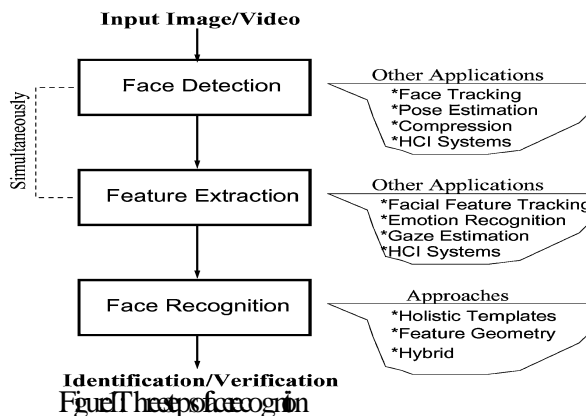 Input Image/Video
Simultaneously
Face Detection
Other Applications
*Face Tracking
*Pose Estimation
*Compression
*HCI Systems
Feature Extraction
Other Applications
*Facial Feature Tracking
*Emotion Recognition
*Gaze Estimation
*HCI Systems
Face Recognition
Approaches
*Holistic Templates
*Feature Geometry
*Hybrid
Identification/Verification